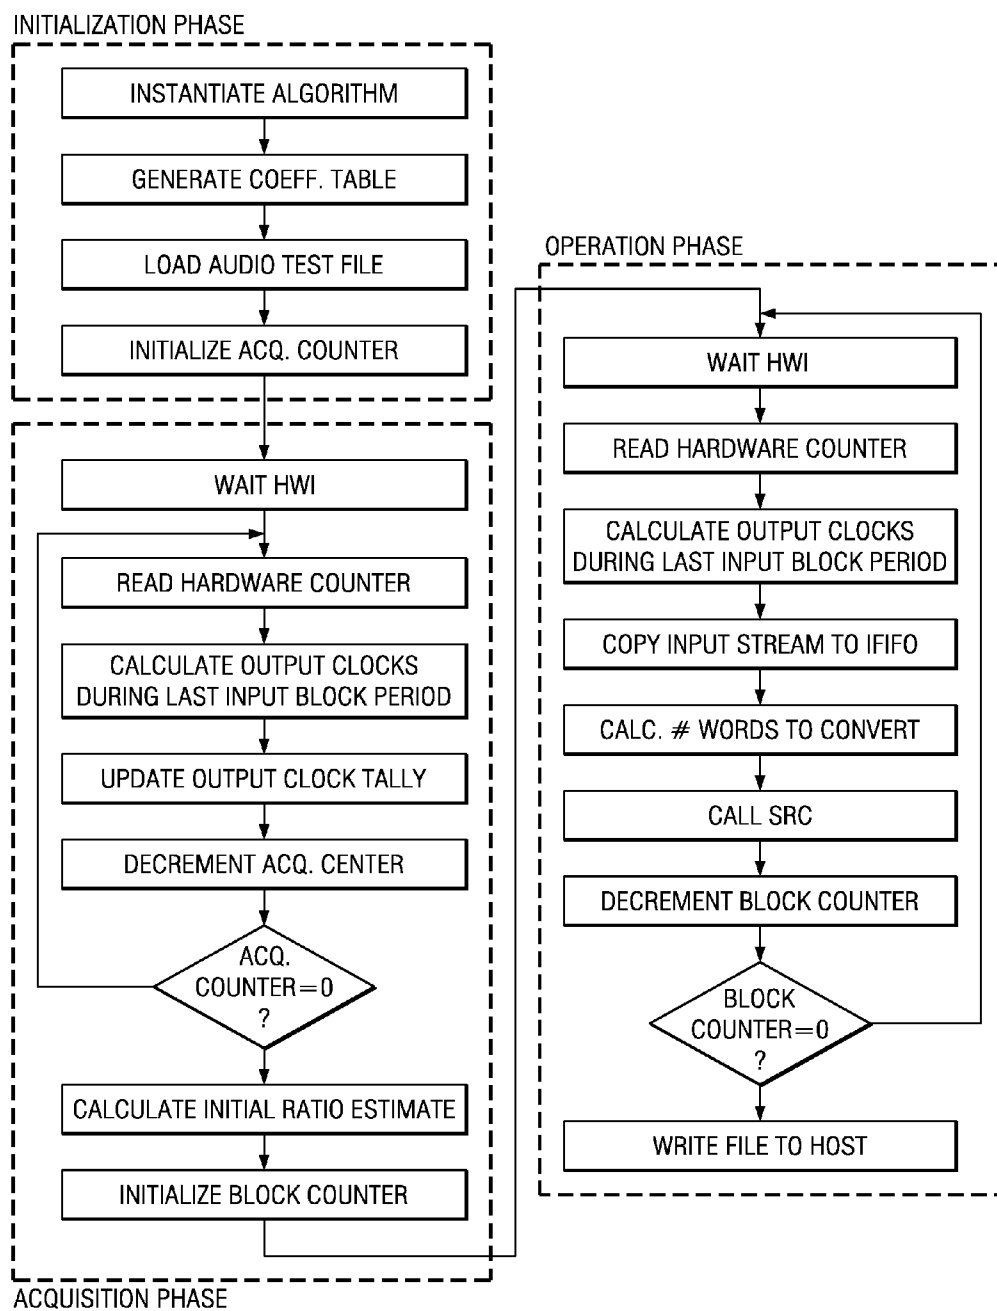 INITIALIZATION PHASE
INSTANTIATE ALGORITHM
GENERATE COEFF. TABLE
LOAD AUDIO TEST FILE
INITIALIZE ACQ. COUNTER
WAIT HWI
READ HARDWARE COUNTER
CALCULATE OUTPUT CLOCKS
DURING LAST INPUT BLOCK PERIOD
UPDATE OUTPUT CLOCK TALLY
DECREMENT ACQ. CENTER
ACQ.
COUNTER=0
?
CALCULATE INITIAL RATIO ESTIMATE
INITIALIZE BLOCK COUNTER
ACQUISITION PHASE
OPERATION PHASE
WAIT HWI
READ HARDWARE COUNTER
CALCULATE OUTPUT CLOCKS
DURING LAST INPUT BLOCK PERIOD
COPY INPUT STREAM TO IFIFO
CALC. # WORDS TO CONVERT
CALL SRC
DECREMENT BLOCK COUNTER
BLOCK
COUNTER=0
?
WRITE FILE TO HOST